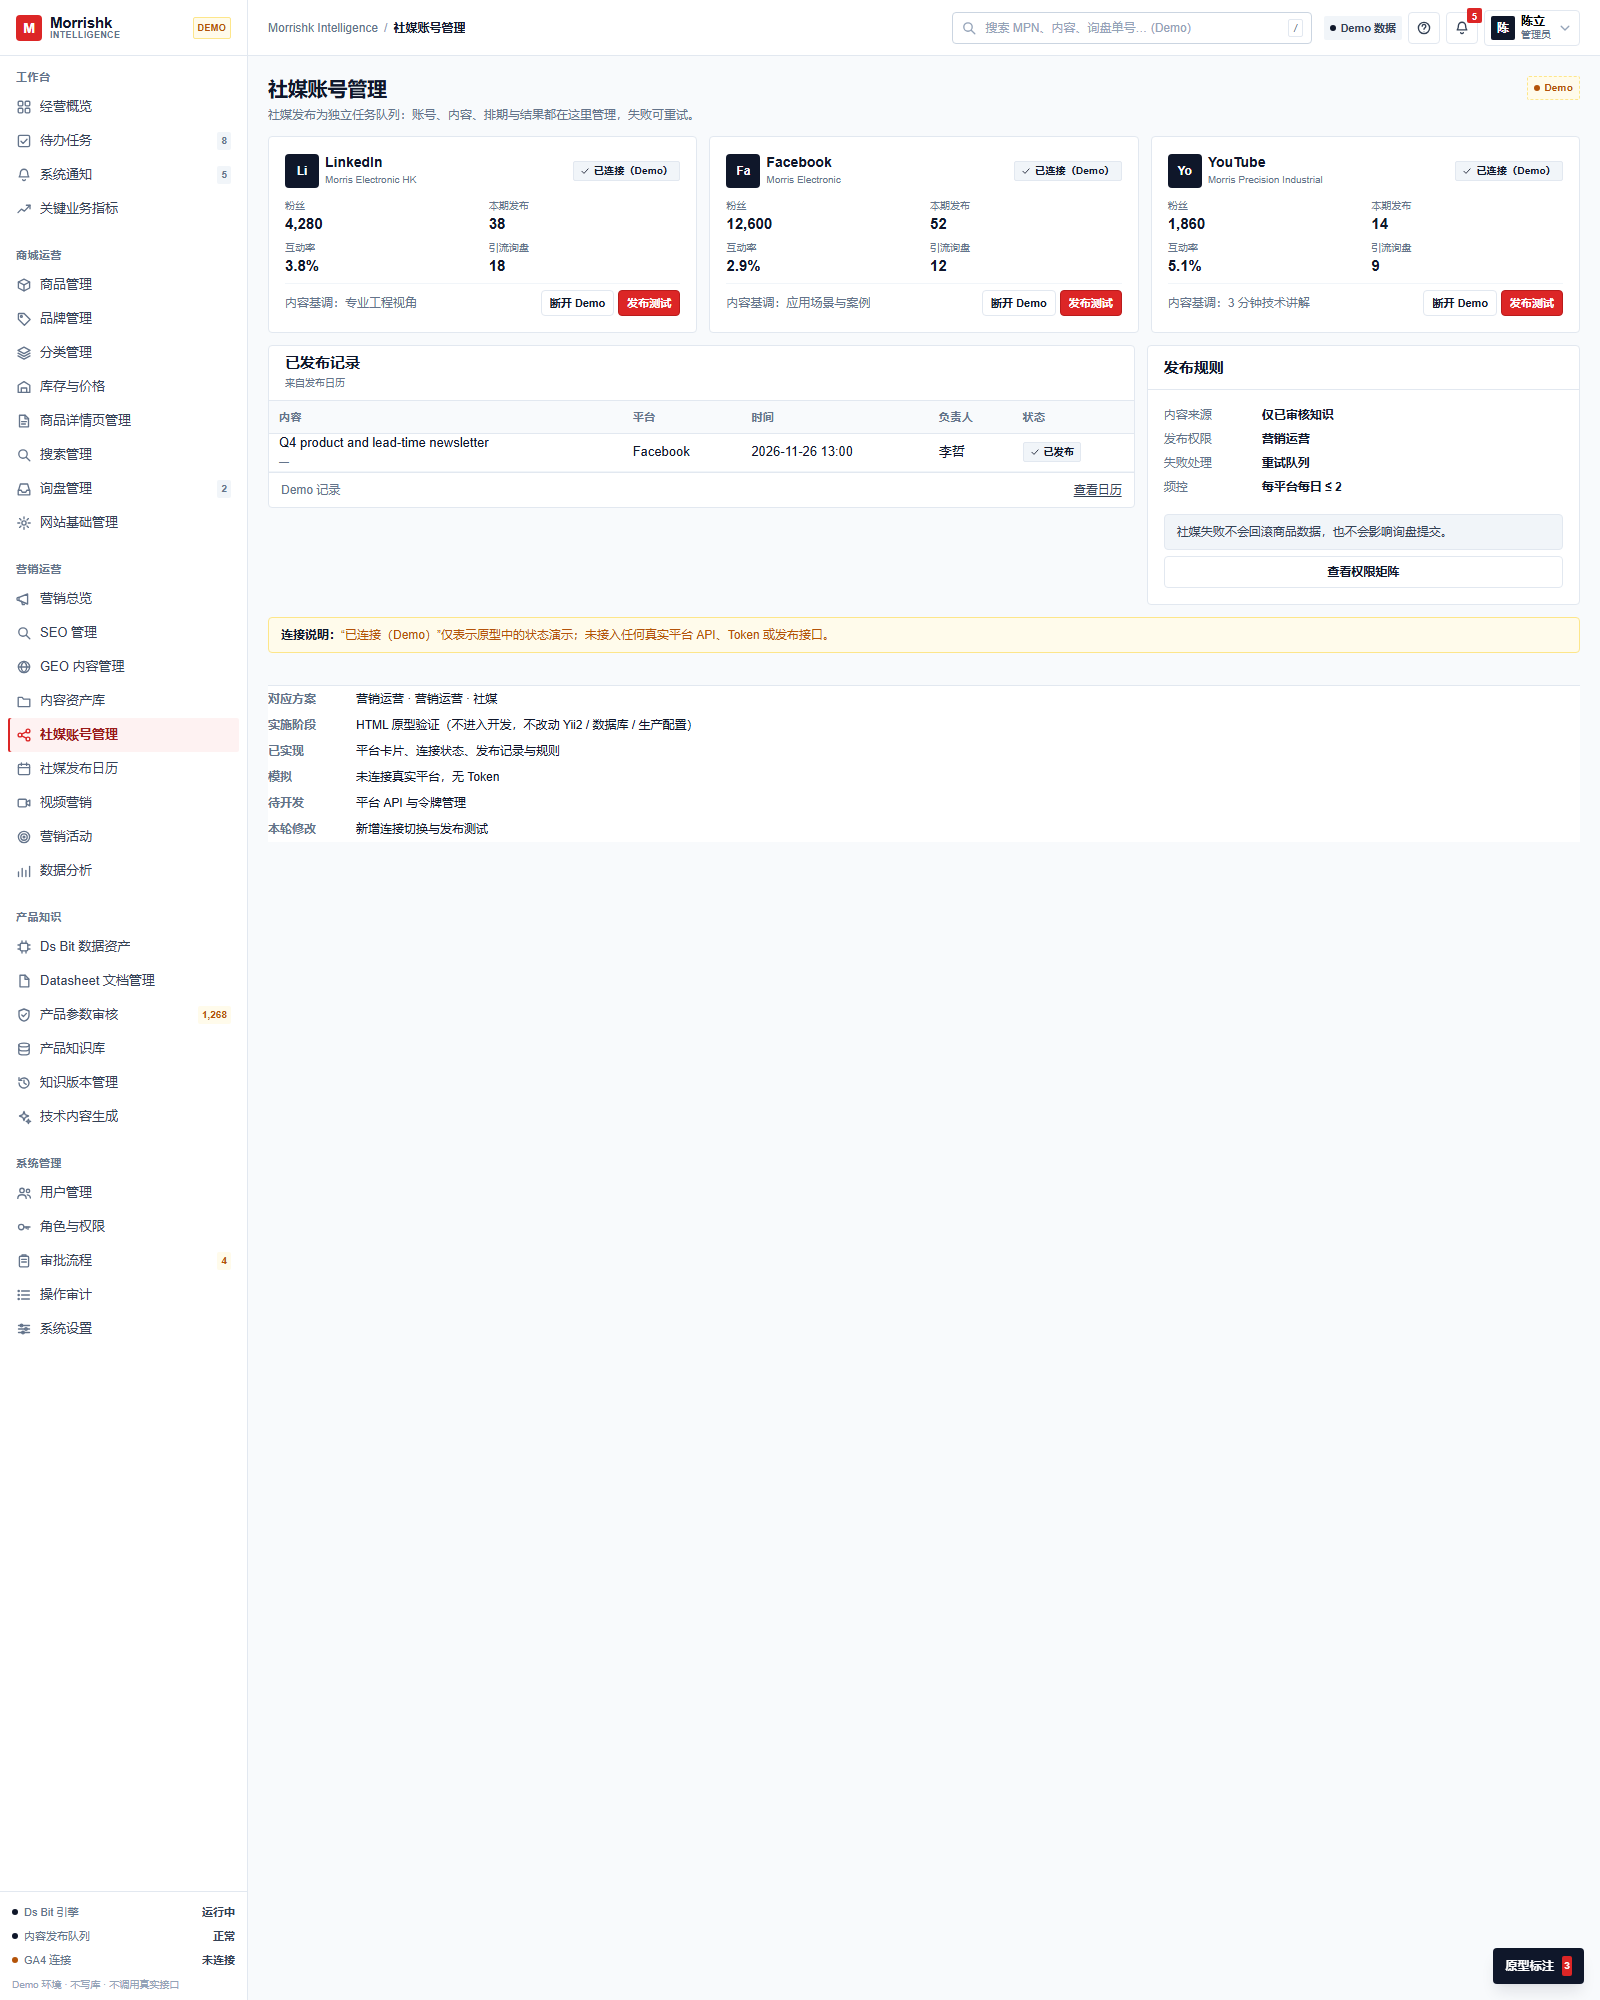 M
Morrishk
INTELLIGENCE
DEMO
工作台
经营概览
待办任务 8
系统通知 5
关键业务指标
商城运营
商品管理
品牌管理
分类管理
库存与价格
商品详情页管理
搜索管理
询盘管理 2
网站基础管理
营销运营
营销总览
SEO 管理
GEO 内容管理
内容资产库
社媒账号管理
社媒发布日历
视频营销
营销活动
数据分析
产品知识
Ds Bit 数据资产
Datasheet 文档管理
产品参数审核 1,268
产品知识库
知识版本管理
技术内容生成
系统管理
用户管理
角色与权限
审批流程 4
操作审计
系统设置
Ds Bit 引擎 运行中
内容发布队列 正常
GA4 连接 未连接
Demo 环境 · 不写库 · 不调用真实接口
Morrishk Intelligence / 社媒账号管理
搜索 MPN、内容、询盘单号... (Demo) /
Demo 数据
5
陈
陈立
管理员
社媒账号管理
社媒发布为独立任务队列：账号、内容、排期与结果都在这里管理，失败可重试。
Demo
Li
LinkedIn
Morris Electronic HK
已连接（Demo）
粉丝 本期发布
4,280 38
互动率 引流询盘
3.8% 18
内容基调：专业工程视角 断开 Demo 发布测试
Fa
Facebook
Morris Electronic
已连接（Demo）
粉丝 本期发布
12,600 52
互动率 引流询盘
2.9% 12
内容基调：应用场景与案例 断开 Demo 发布测试
Yo
YouTube
Morris Precision Industrial
已连接（Demo）
粉丝 本期发布
1,860 14
互动率 引流询盘
5.1% 9
内容基调：3 分钟技术讲解 断开 Demo 发布测试
已发布记录
来自发布日历
内容 平台 时间 负责人 状态
Q4 product and lead-time newsletter Facebook 2026-11-26 13:00 李哲 已发布
—
Demo 记录 查看日历
发布规则
内容来源 仅已审核知识
发布权限 营销运营
失败处理 重试队列
频控 每平台每日 ≤ 2
社媒失败不会回滚商品数据，也不会影响询盘提交。
查看权限矩阵
连接说明：“已连接（Demo）”仅表示原型中的状态演示；未接入任何真实平台 API、Token 或发布接口。
对应方案 营销运营 · 营销运营 · 社媒
实施阶段 HTML 原型验证（不进入开发，不改动 Yii2 / 数据库 / 生产配置）
已实现 平台卡片、连接状态、发布记录与规则
模拟 未连接真实平台，无 Token
待开发 平台 API 与令牌管理
本轮修改 新增连接切换与发布测试
原型标注 3